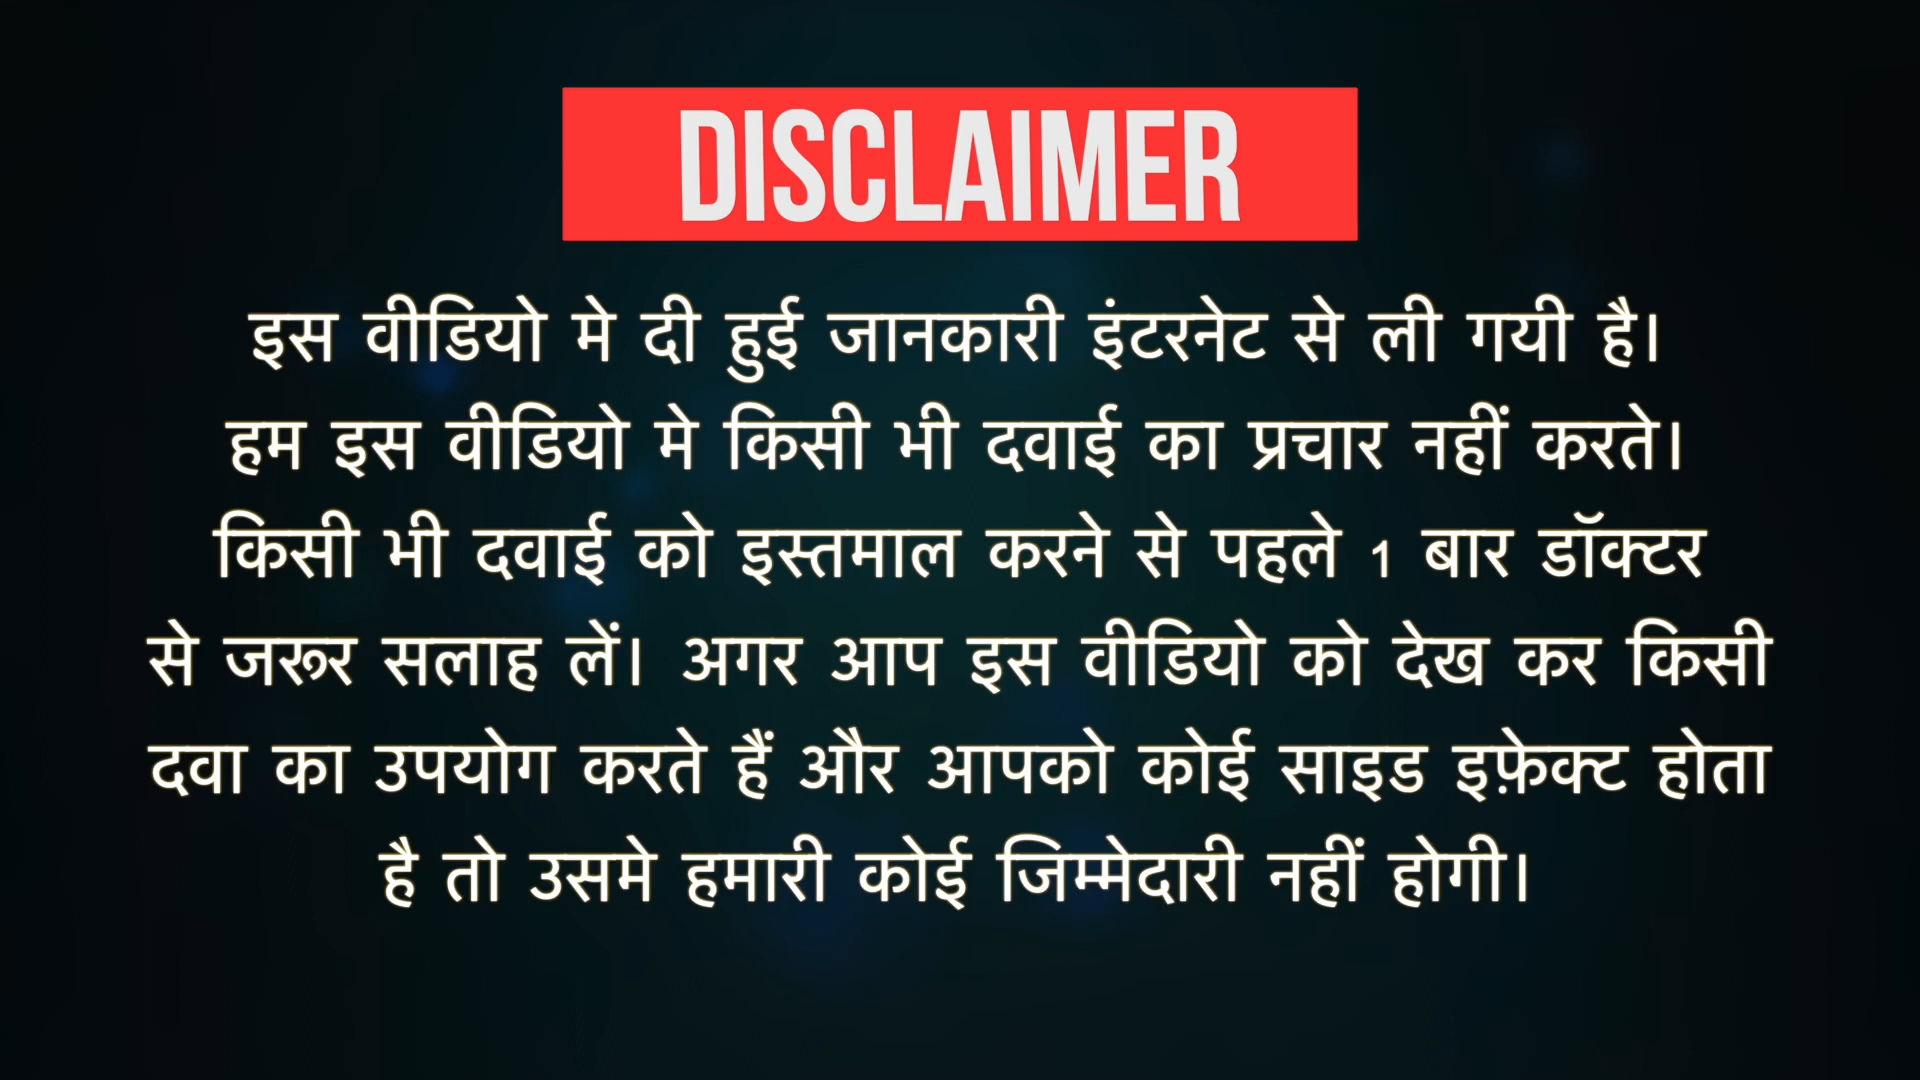 DISCLAIMER
इस वीडियो मे दी हुई जानकारी इंटरनेट से ली गयी है।
हम इस वीडियो मे किसी भी दवाई का प्रचार नहीं करते।
किसी भी दवाई को इस्तमाल करने से पहले 1 बार डॉक्टर
से जरूर सलाह लें। अगर आप इस वीडियो को देख कर किसी
दवा का उपयोग करते हैं और आपको कोई साइड इफ़ेक्ट होता
है तो उसमे हमारी कोई जिम्मेदारी नहीं होगी।